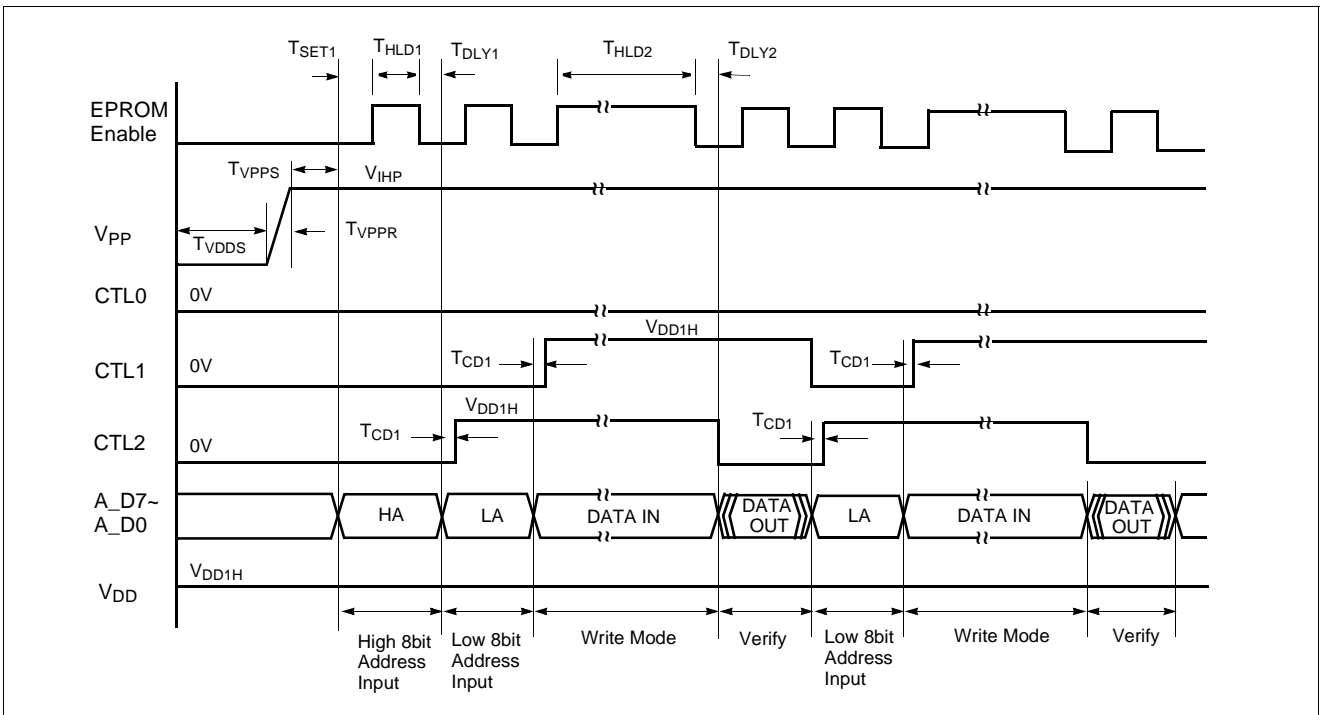 TSET1 THLD1 TDLY1 THLD2 TDLY2
EPROM
Enable
TVPPS VIHP
VPP
TVDDS TVPPR
CTL0 0V
VDD1H
CTL1 0V TCD1 TCD1
VDD1H
CTL2 0V TCD1 TCD1
A_D7~
A_D0
HA LA DATA IN DATA
OUT LA DATA IN DATA
OUT
VDD1H
VDD
High 8bit
Address
Input
Low 8bit
Address
Input
Write Mode
Verify
Low 8bit
Address
Input
Write Mode
Verify